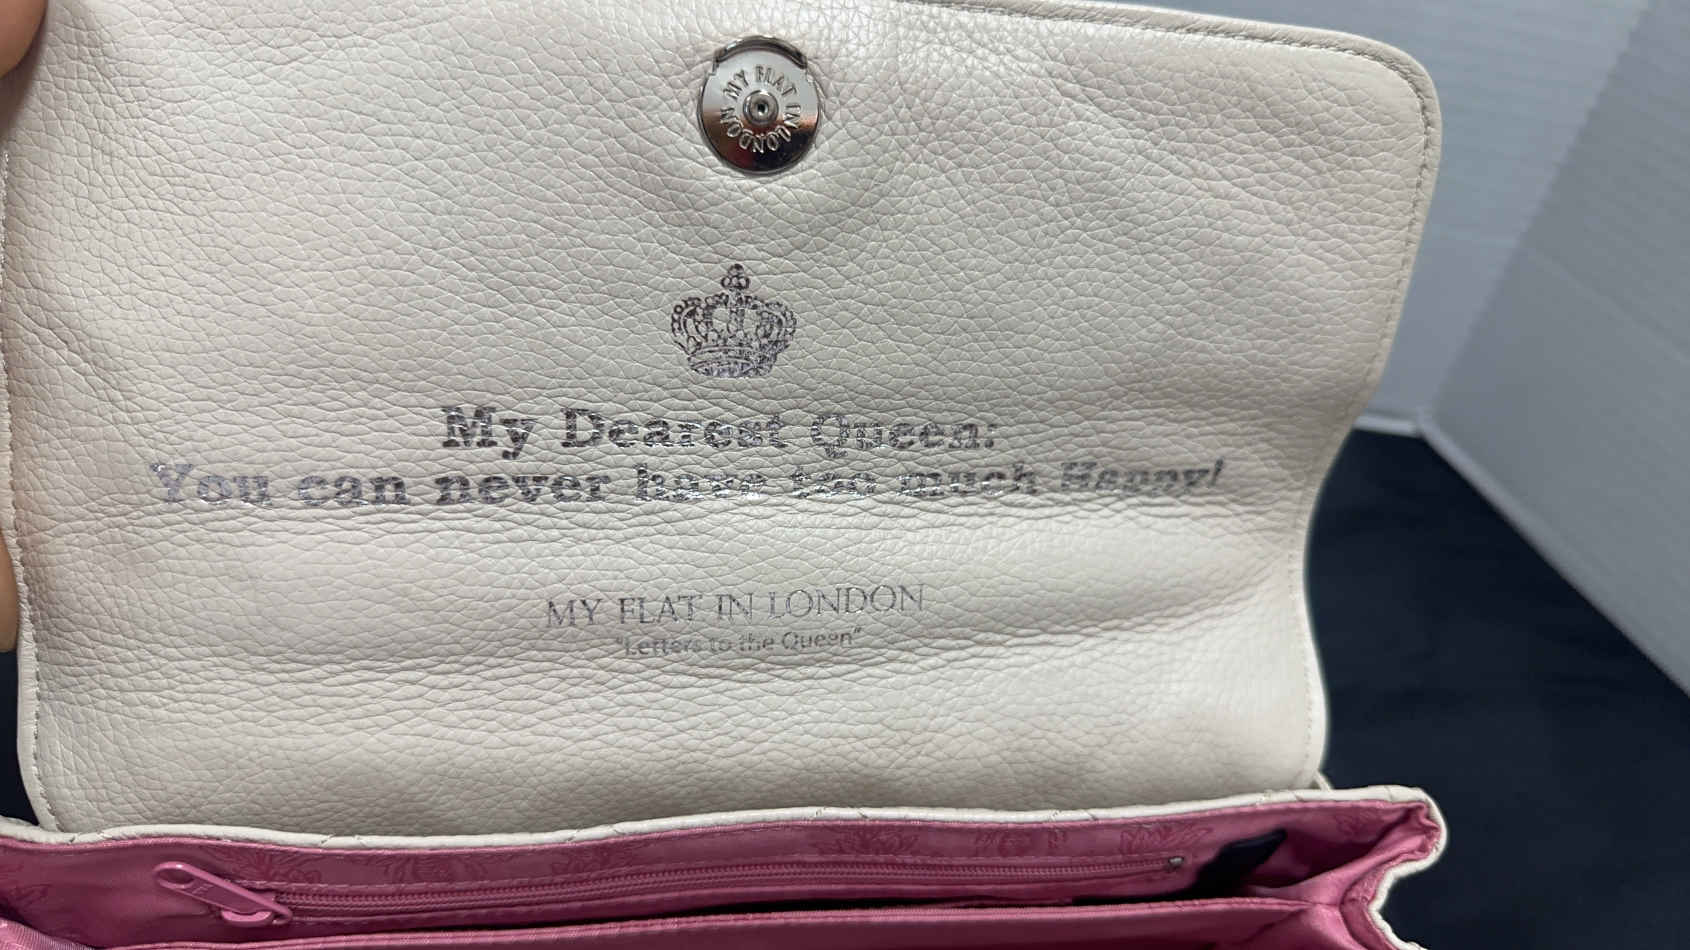 MY FLAT IN LONDON
My Dearest Queen:
You can never have too much Happy!
MY FLAT IN LONDON
"Letters to the Queen"